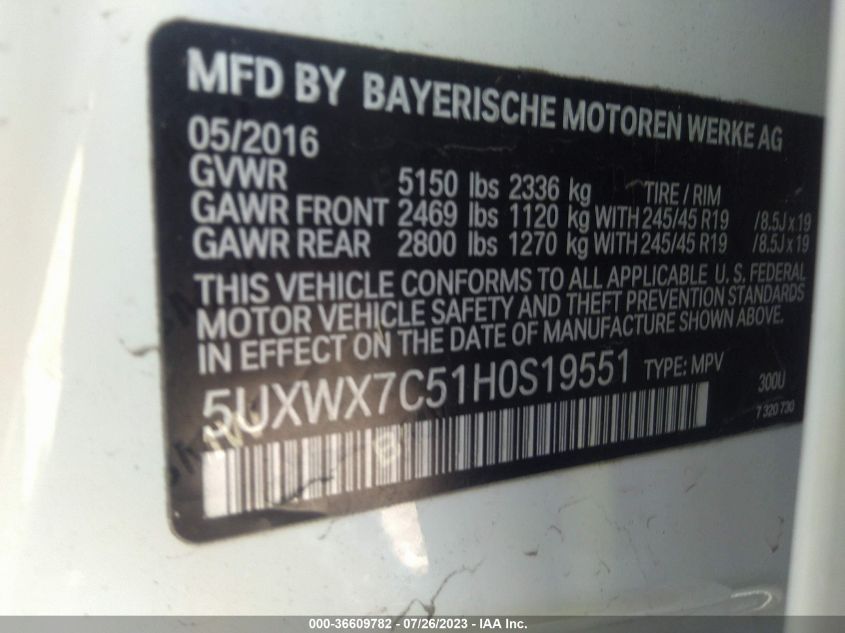 MFD BY BAYERISCHE MOTOREN WERKE AG
05/2016
GVWR 5150 lbs 2336 kg TIRE / RIM
GAWR FRONT 2469 lbs 1120 kg WITH 245/45 R19 /8.5J x 19
GAWR REAR 2800 lbs 1270 kg WITH 245/45 R19 /8.5J x 19
THIS VEHICLE CONFORMS TO ALL APPLICABLE U. S. FEDERAL
MOTOR VEHICLE SAFETY AND THEFT PREVENTION STANDARDS
IN EFFECT ON THE DATE OF MANUFACTURE SHOWN ABOVE.
5UXWX7C51H0S19551 TYPE: MPV 300U
7 320 730
000-36609782 / 07/26/2023 - IAA Inc.